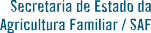 Secretaria de Estado da
Agricultura Familiar / SAF